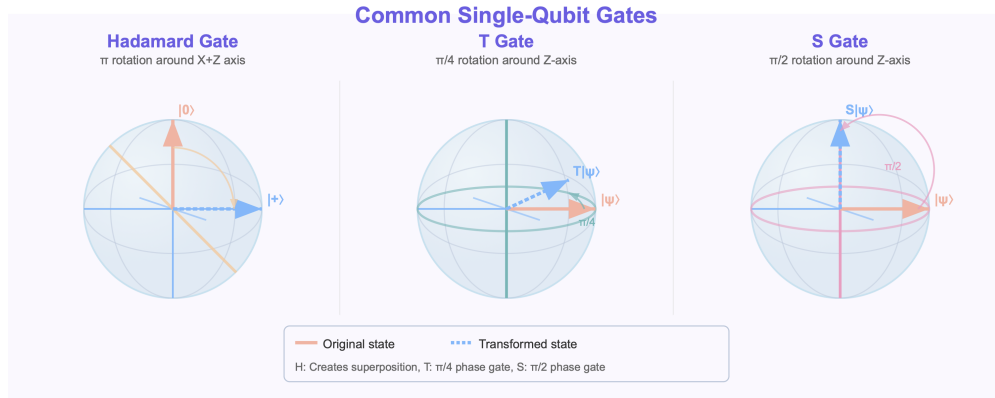 Common Single-Qubit Gates
Hadamard Gate
π rotation around X+Z axis
|0⟩
|+⟩
T Gate
π/4 rotation around Z-axis
T|ψ⟩
|ψ⟩
π/4
S Gate
π/2 rotation around Z-axis
S|ψ⟩
π/2
|ψ⟩
Original state
Transformed state
H: Creates superposition, T: π/4 phase gate, S: π/2 phase gate